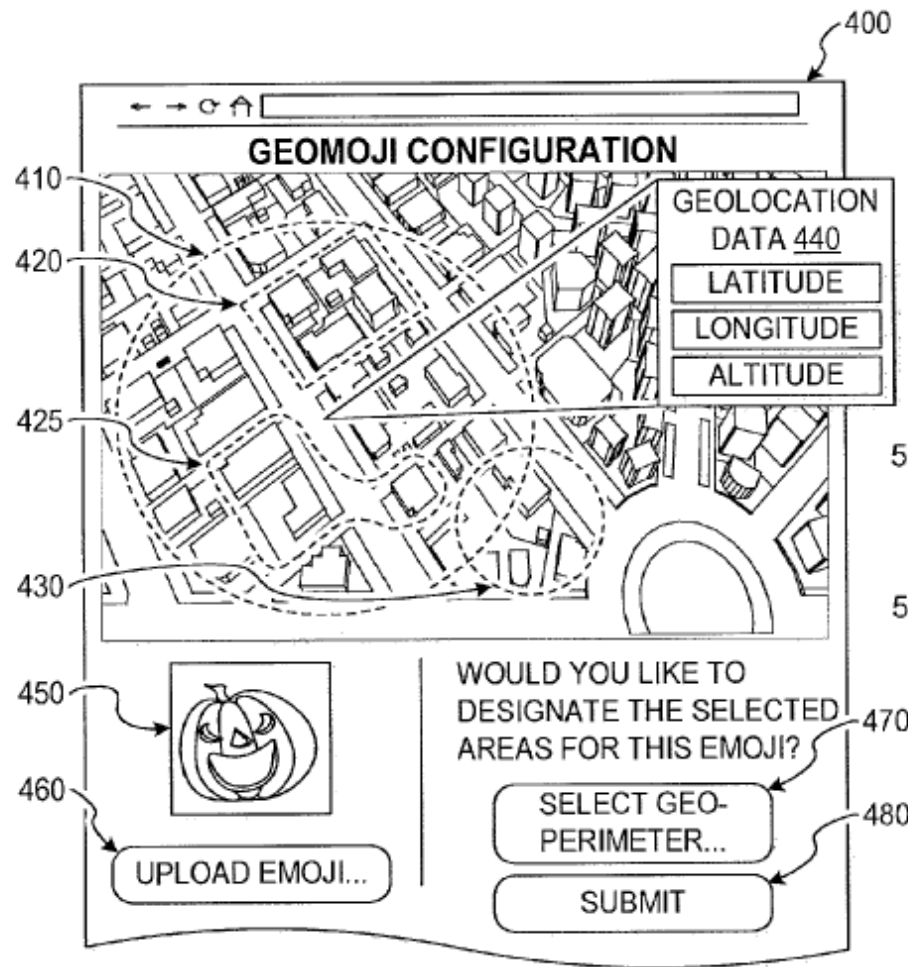 400
GEOMOJI CONFIGURATION
410
420
425
430
GEOLOCATION
DATA 440
LATITUDE
LONGITUDE
ALTITUDE
5
5
450
460
UPLOAD EMOJI...
WOULD YOU LIKE TO
DESIGNATE THE SELECTED
AREAS FOR THIS EMOJI?
470
SELECT GEO-
PERIMETER...
480
SUBMIT